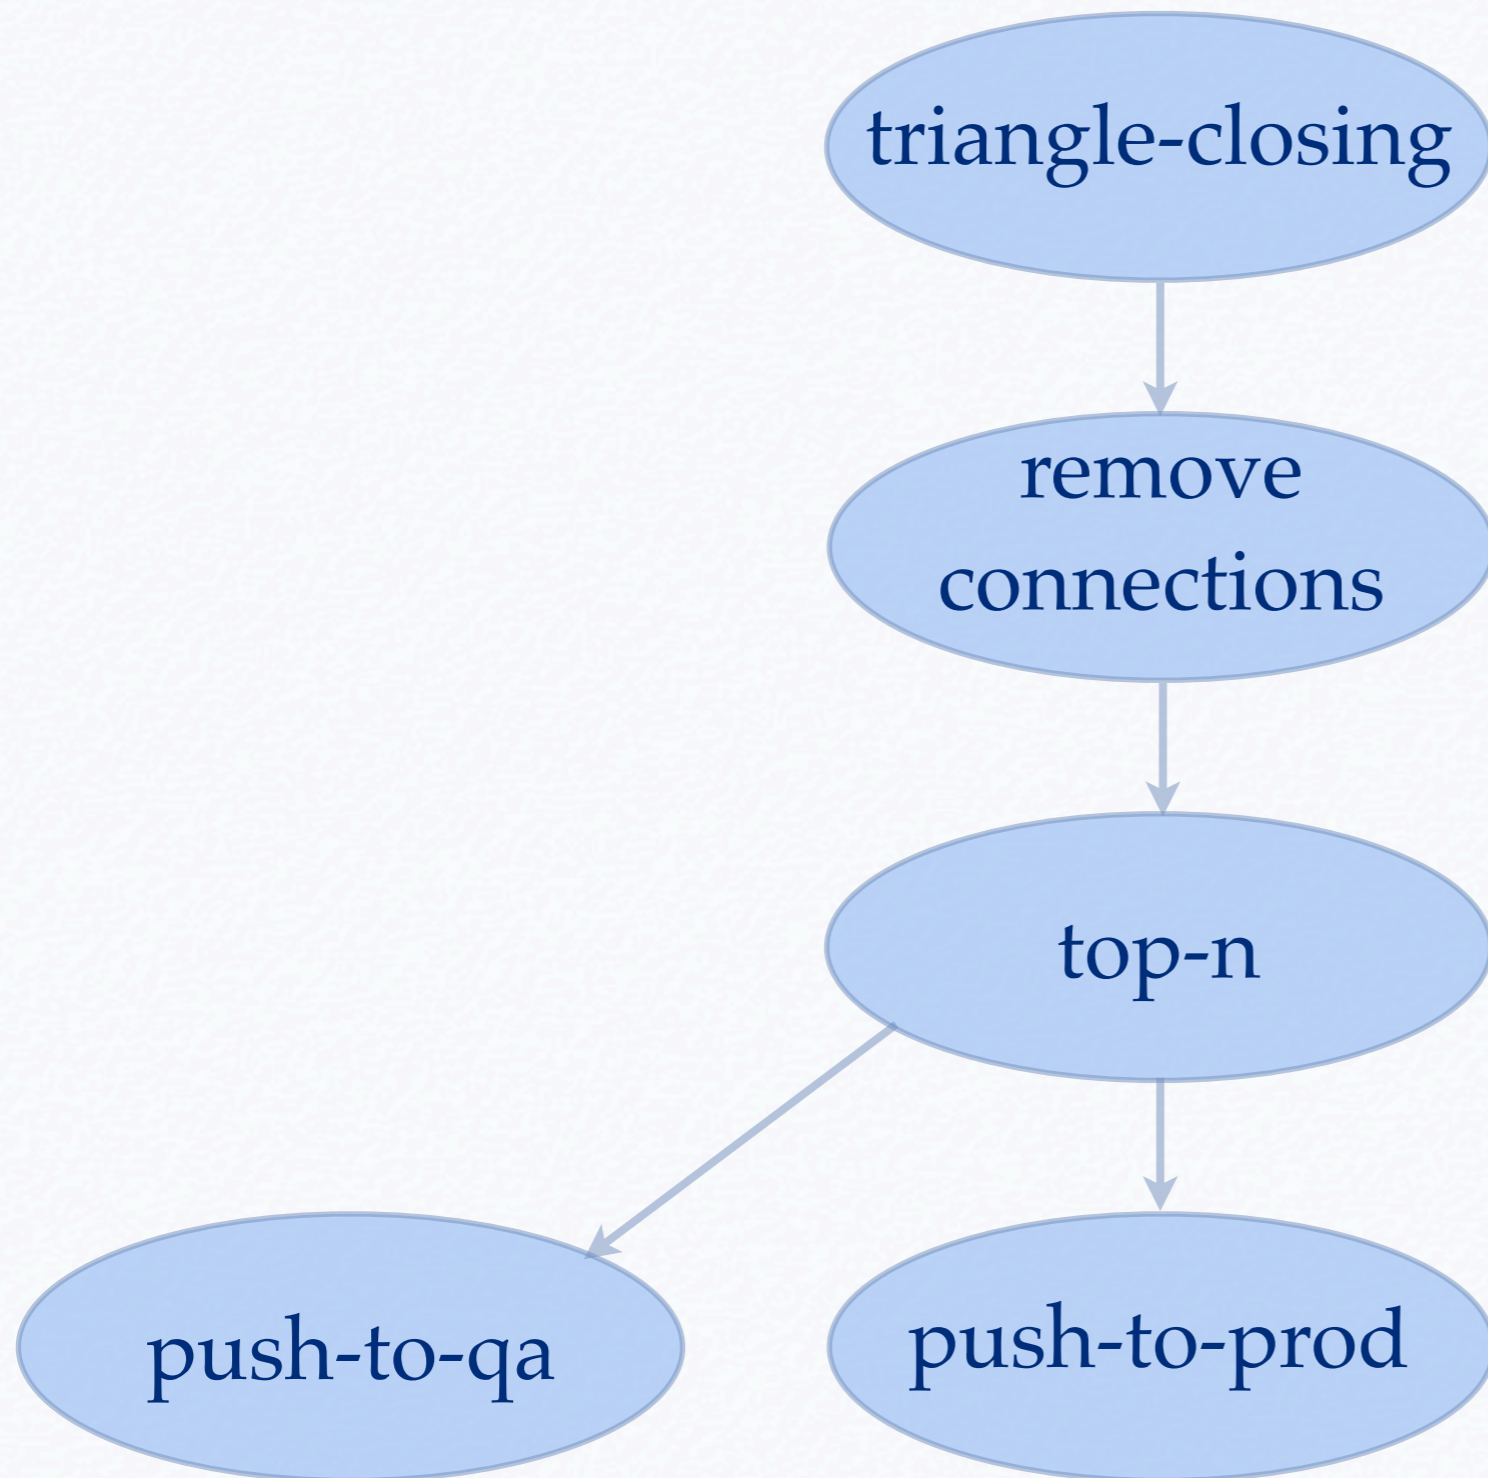 triangle-closing
remove
connections
top-n
push-to-qa
push-to-prod